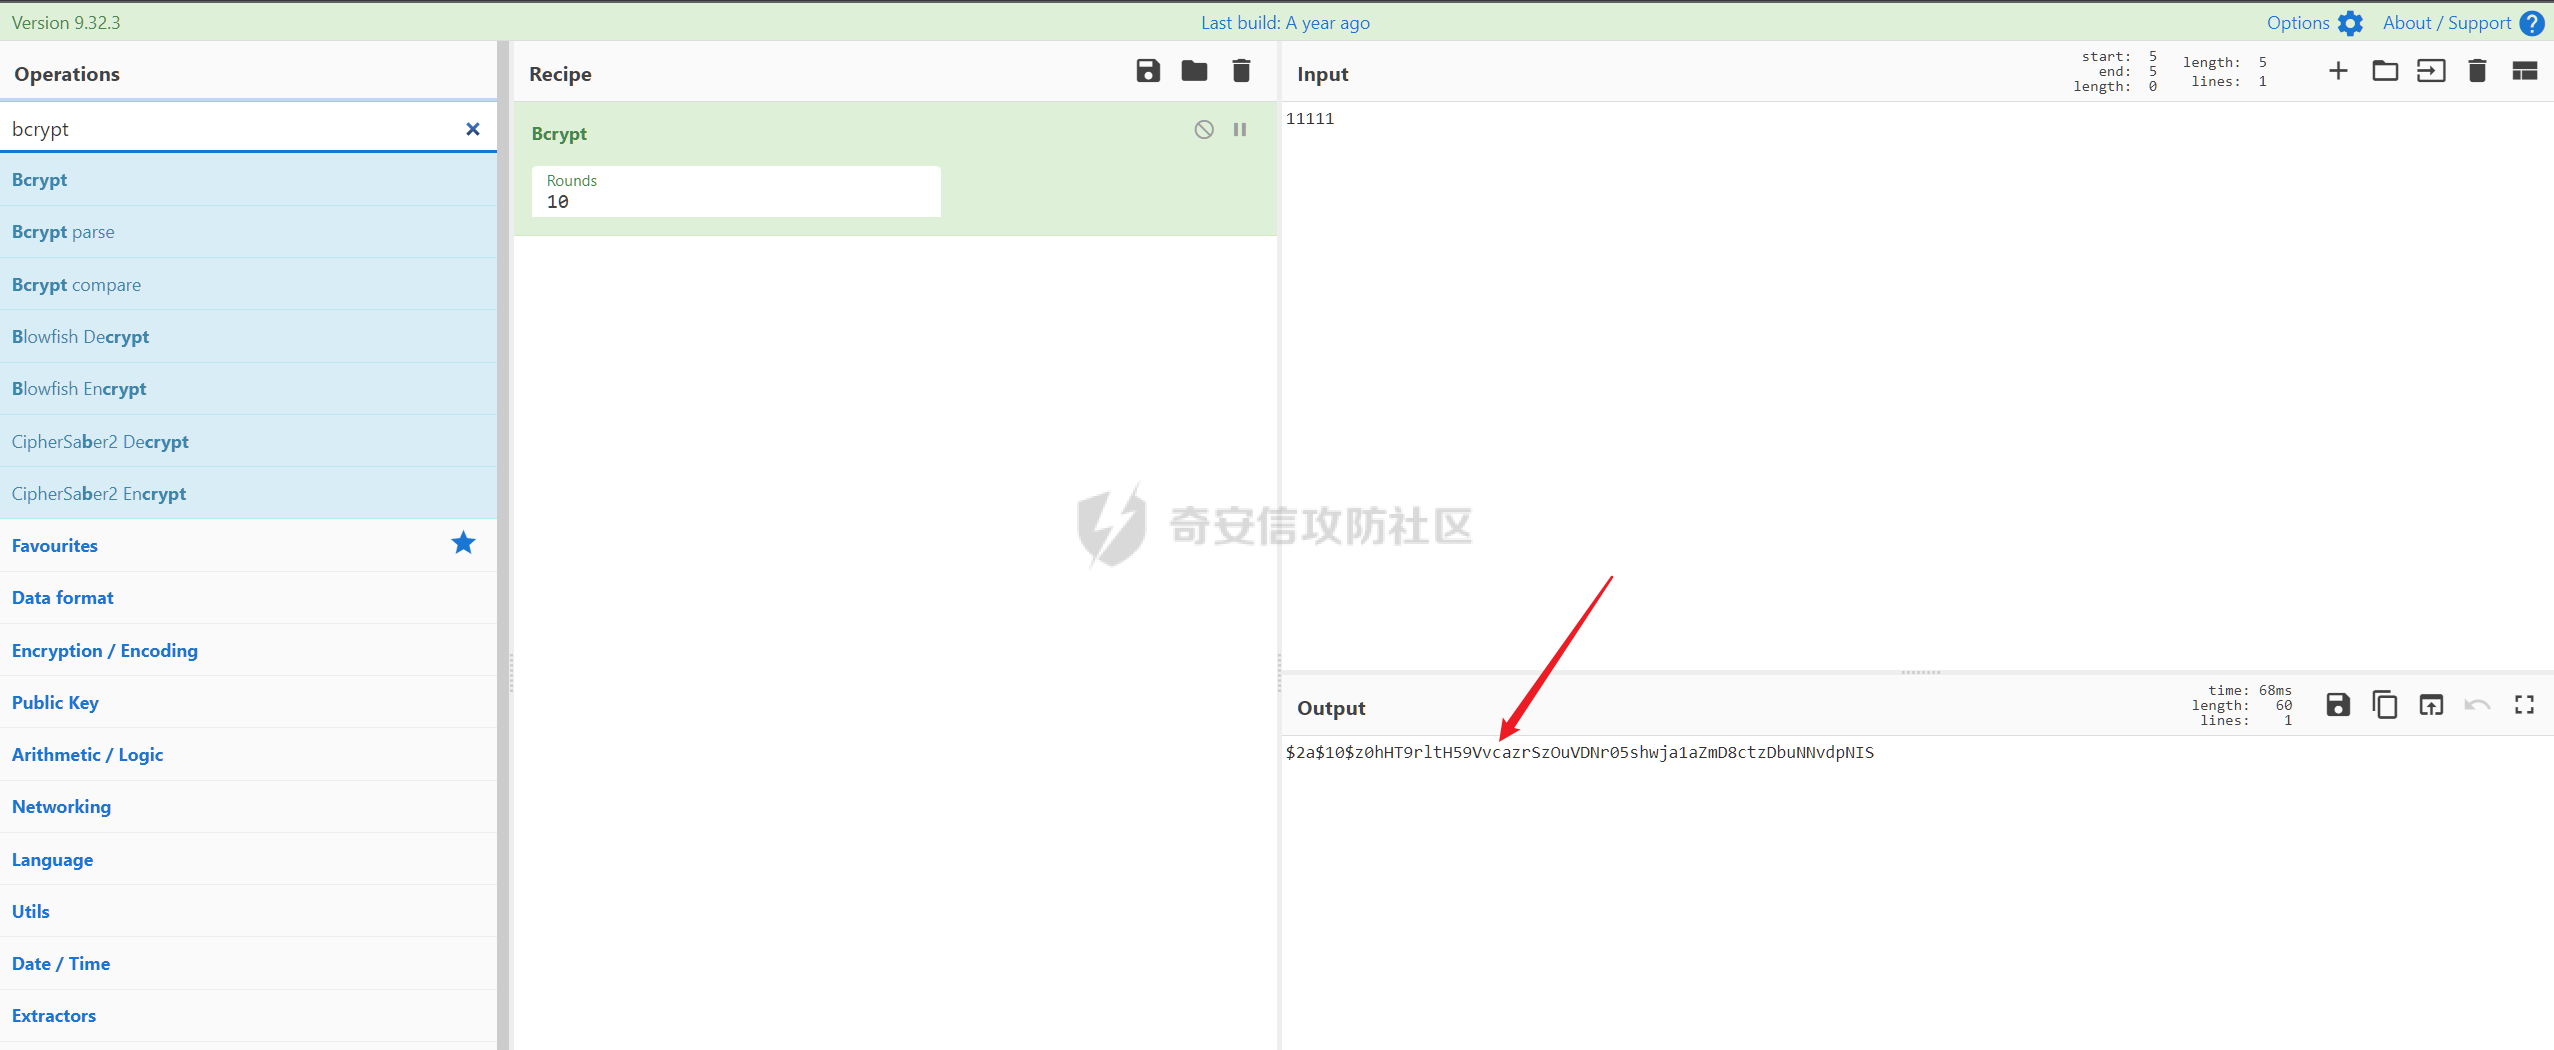 Version 9.32.3
Last build: A year ago
Options
About / Support
Operations
bcrypt
Bcrypt
Bcrypt parse
Bcrypt compare
Blowfish Decrypt
Blowfish Encrypt
CipherSaber2 Decrypt
CipherSaber2 Encrypt
Favourites
Data format
Encryption / Encoding
Public Key
Arithmetic / Logic
Networking
Language
Utils
Date / Time
Extractors
Recipe
Bcrypt
Rounds
10
Input
start: 5
end: 5
length: 0
length: 5
lines: 1
11111
奇安信攻防社区
Output
time: 68ms
length: 60
lines: 1
$2a$10$z0hHT9rltH59VvcazrSzOuVDNr05shwja1aZmD8ctzDbuNNvdpNIS